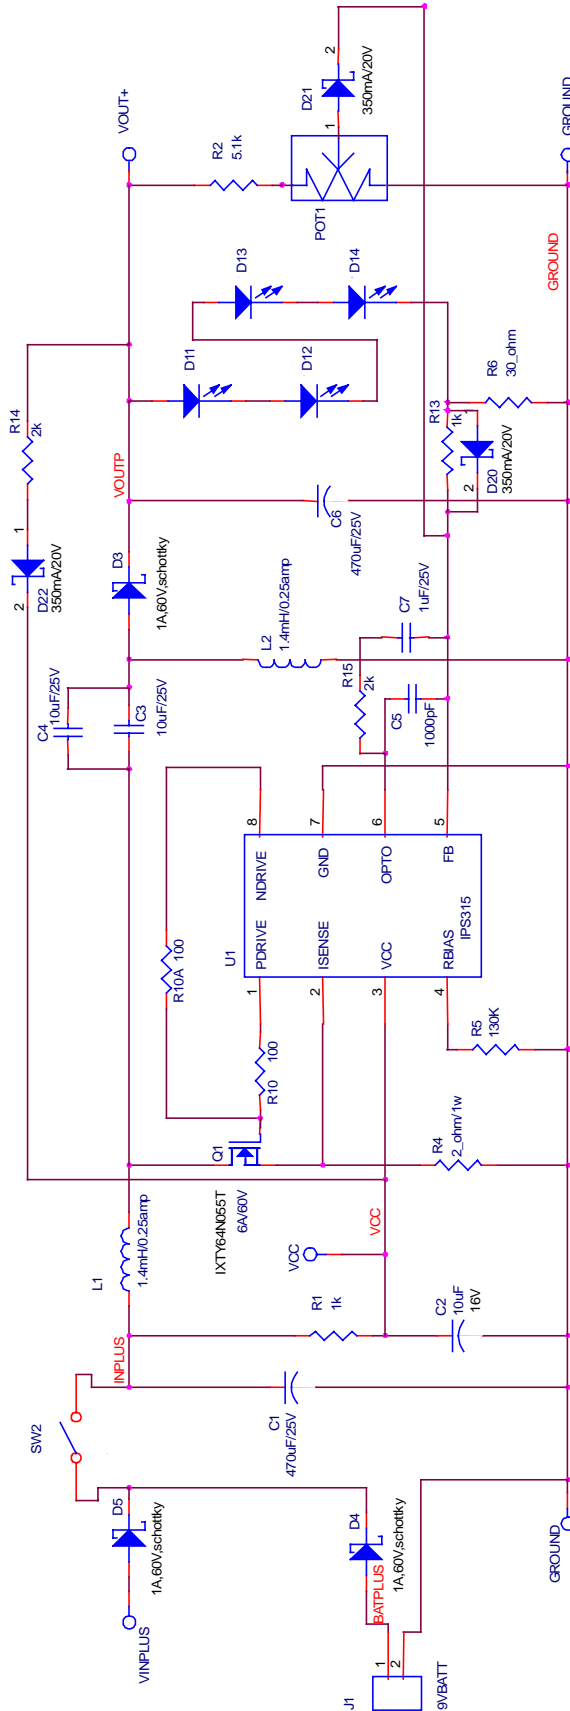 VINPLUS
D5
1A,60V,schottky
J1
1
2
9VBATT
BATPLUS
D4
1A,60V,schottky
GROUND
SW2
INPLUS
C1
470uF/25V
R1
1k
C2
10uF
16V
VCC
VCC
L1
1.4mH/0.25amp
Q1
IXTY64N055T
6A/60V
R4
2_ohm/1w
R10
100
R10A 100
R5
130K
U1
1
2
3
4
PDRIVE
ISENSE
VCC
RBIAS
NDRIVE
GND
OPTO
FB
IPS315
8
7
6
5
C4
10uF/25V
C3
10uF/25V
L2
1.4mH/0.25amp
R15
2k
C5
1000pF
C7
1uF/25V
2
1
D22
350mA/20V
R14
2k
D3
1A,60V,schottky
VOUTP
C6
470uF/25V
D11
D12
D13
D14
R13
1k
1
2
D20
350mA/20V
R6
30_ohm
VOUT+
R2
5.1k
POT1
1
2
D21
350mA/20V
GROUND
GROUND